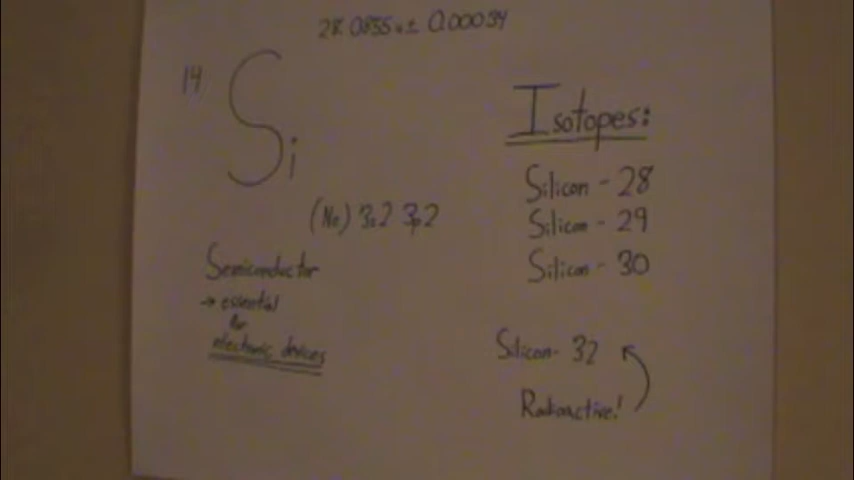 28.0855 ± 0.00034
14
Si
(Ne) 3s2 3p2
Semiconductor
→ essential
for
electronic devices
Isotopes:
Silicon - 28
Silicon - 29
Silicon - 30
Silicon - 32
Radioactive!